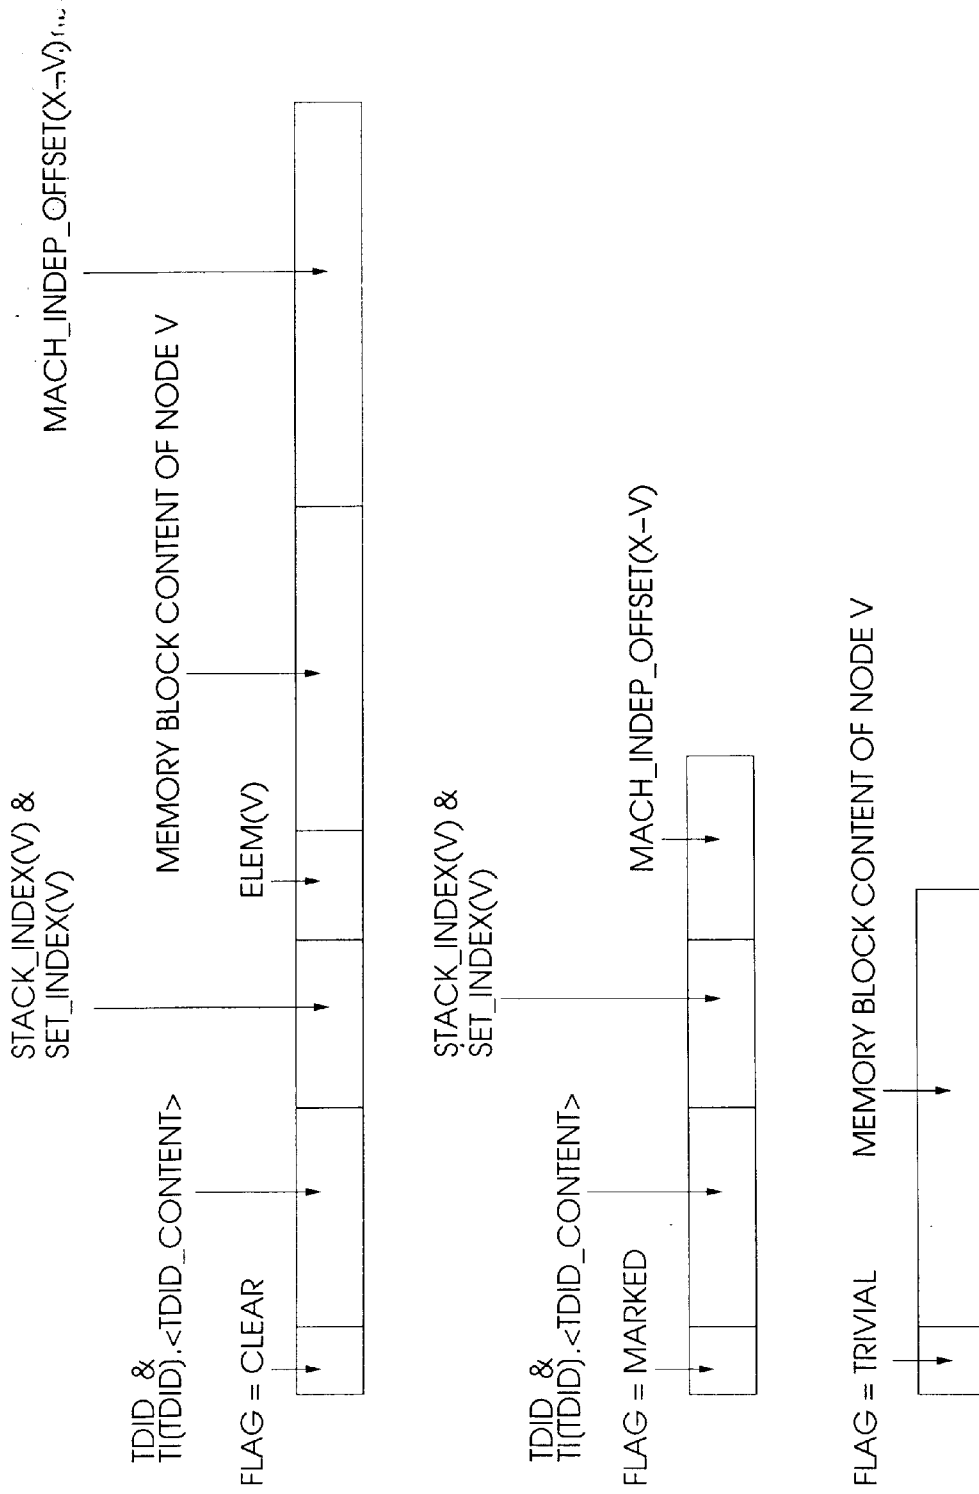 STACK_INDEX(V) &
SET_INDEX(V)
MACH_INDEP_OFFSET(X¬V)
TDID &
TI(TDID).<TDID_CONTENT>
MEMORY BLOCK CONTENT OF NODE V
FLAG = CLEAR
ELEM(V)
STACK_INDEX(V) &
SET_INDEX(V)
TDID &
TI(TDID).<TDID_CONTENT>
FLAG = MARKED
MACH_INDEP_OFFSET(X–V)
FLAG = TRIVIAL
MEMORY BLOCK CONTENT OF NODE V